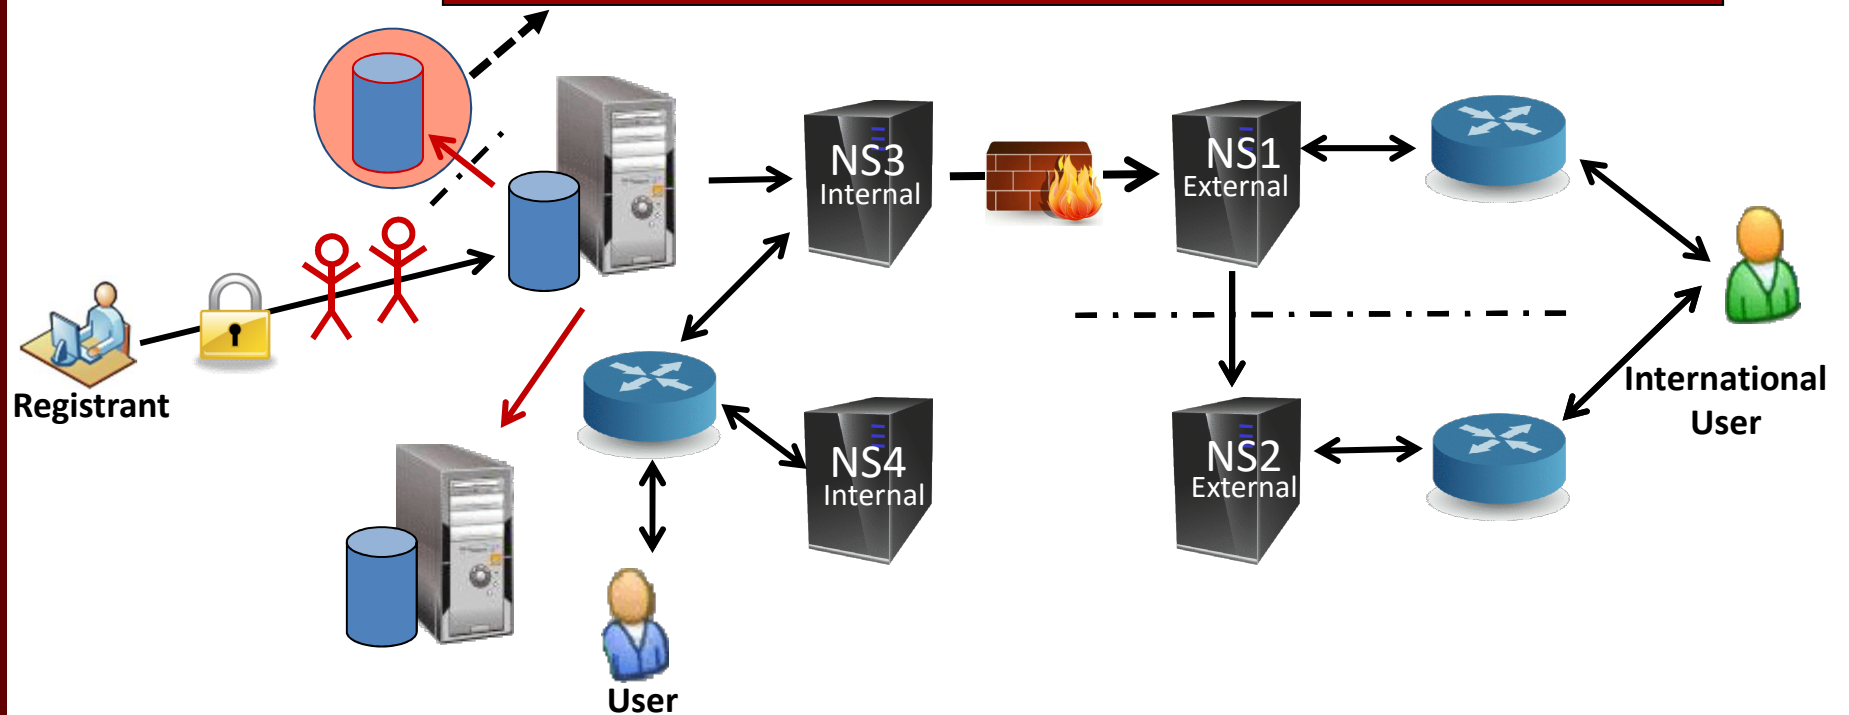 NS3
Internal
NS1
External
Registrant
International
User
NS4
Internal
NS2
External
User